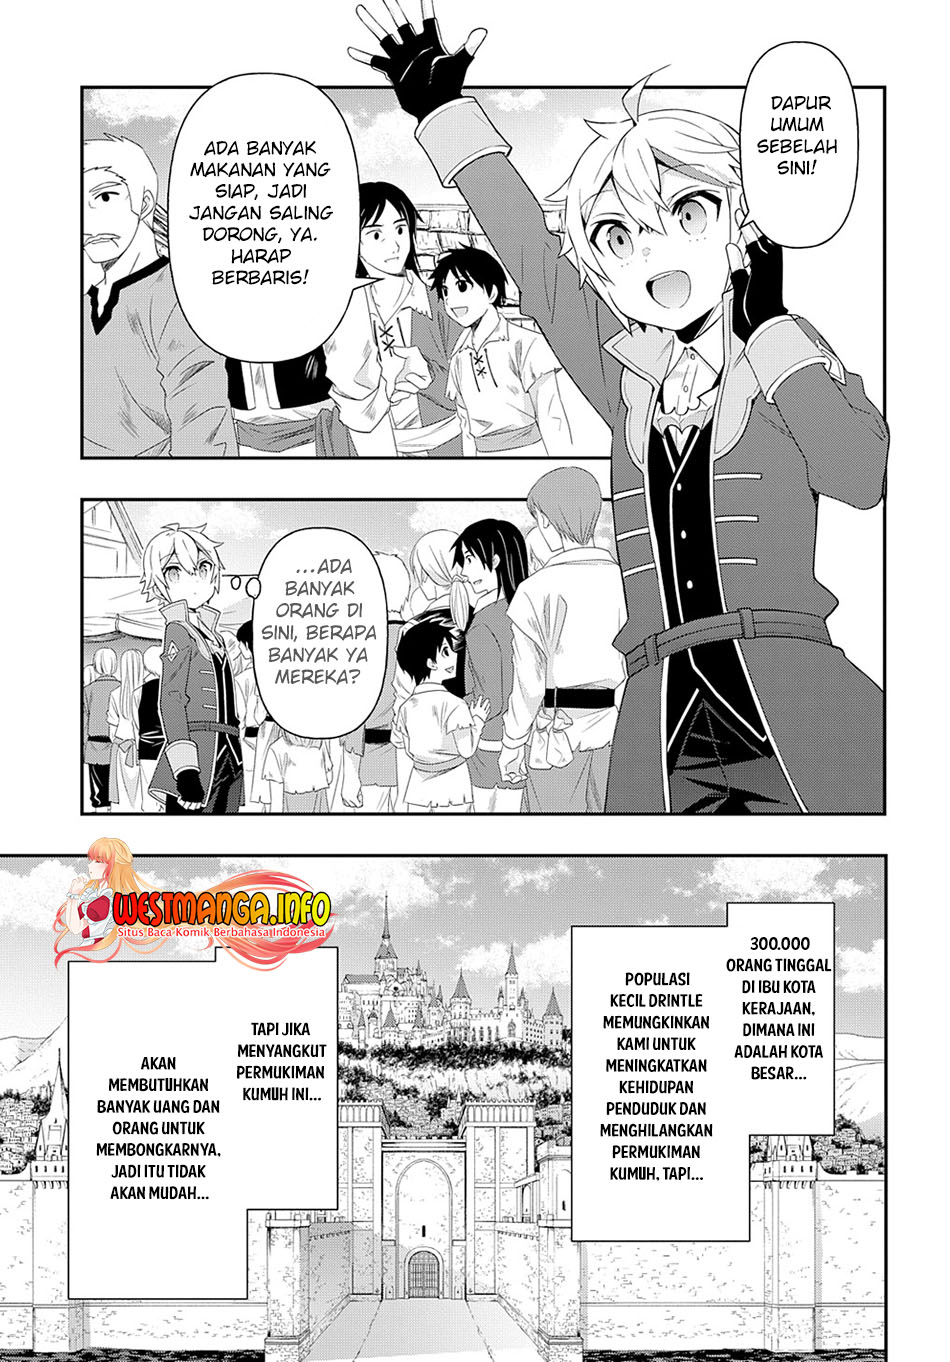 DAPUR
UMUM
SEBELAH
SINI!
ADA BANYAK
MAKANAN YANG
SIAP, JADI
JANGAN SALING
DORONG, YA.
HARAP
BERBARIS!
...ADA
BANYAK
ORANG DI
SINI, BERAPA
BANYAK YA
MEREKA?
300.000
ORANG TINGGAL
DI IBU KOTA
KERAJAAN,
DIMANA INI
ADALAH KOTA
BESAR...
POPULASI
KECIL DRINTLE
MEMUNGKINKAN
KAMI UNTUK
MENINGKATKAN
KEHIDUPAN
PENDUDUK DAN
MENGHILANGKAN
PERMUKIMAN
KUMUH, TAPI...
TAPI JIKA
MENYANGKUT
PERMUKIMAN
KUMUH INI...
AKAN
MEMBUTUHKAN
BANYAK UANG DAN
ORANG UNTUK
MEMBONGKARNYA,
JADI ITU TIDAK
AKAN MUDAH...
WESTMANGA.INFO
Situs Baca Komik Berbahasa Indonesia